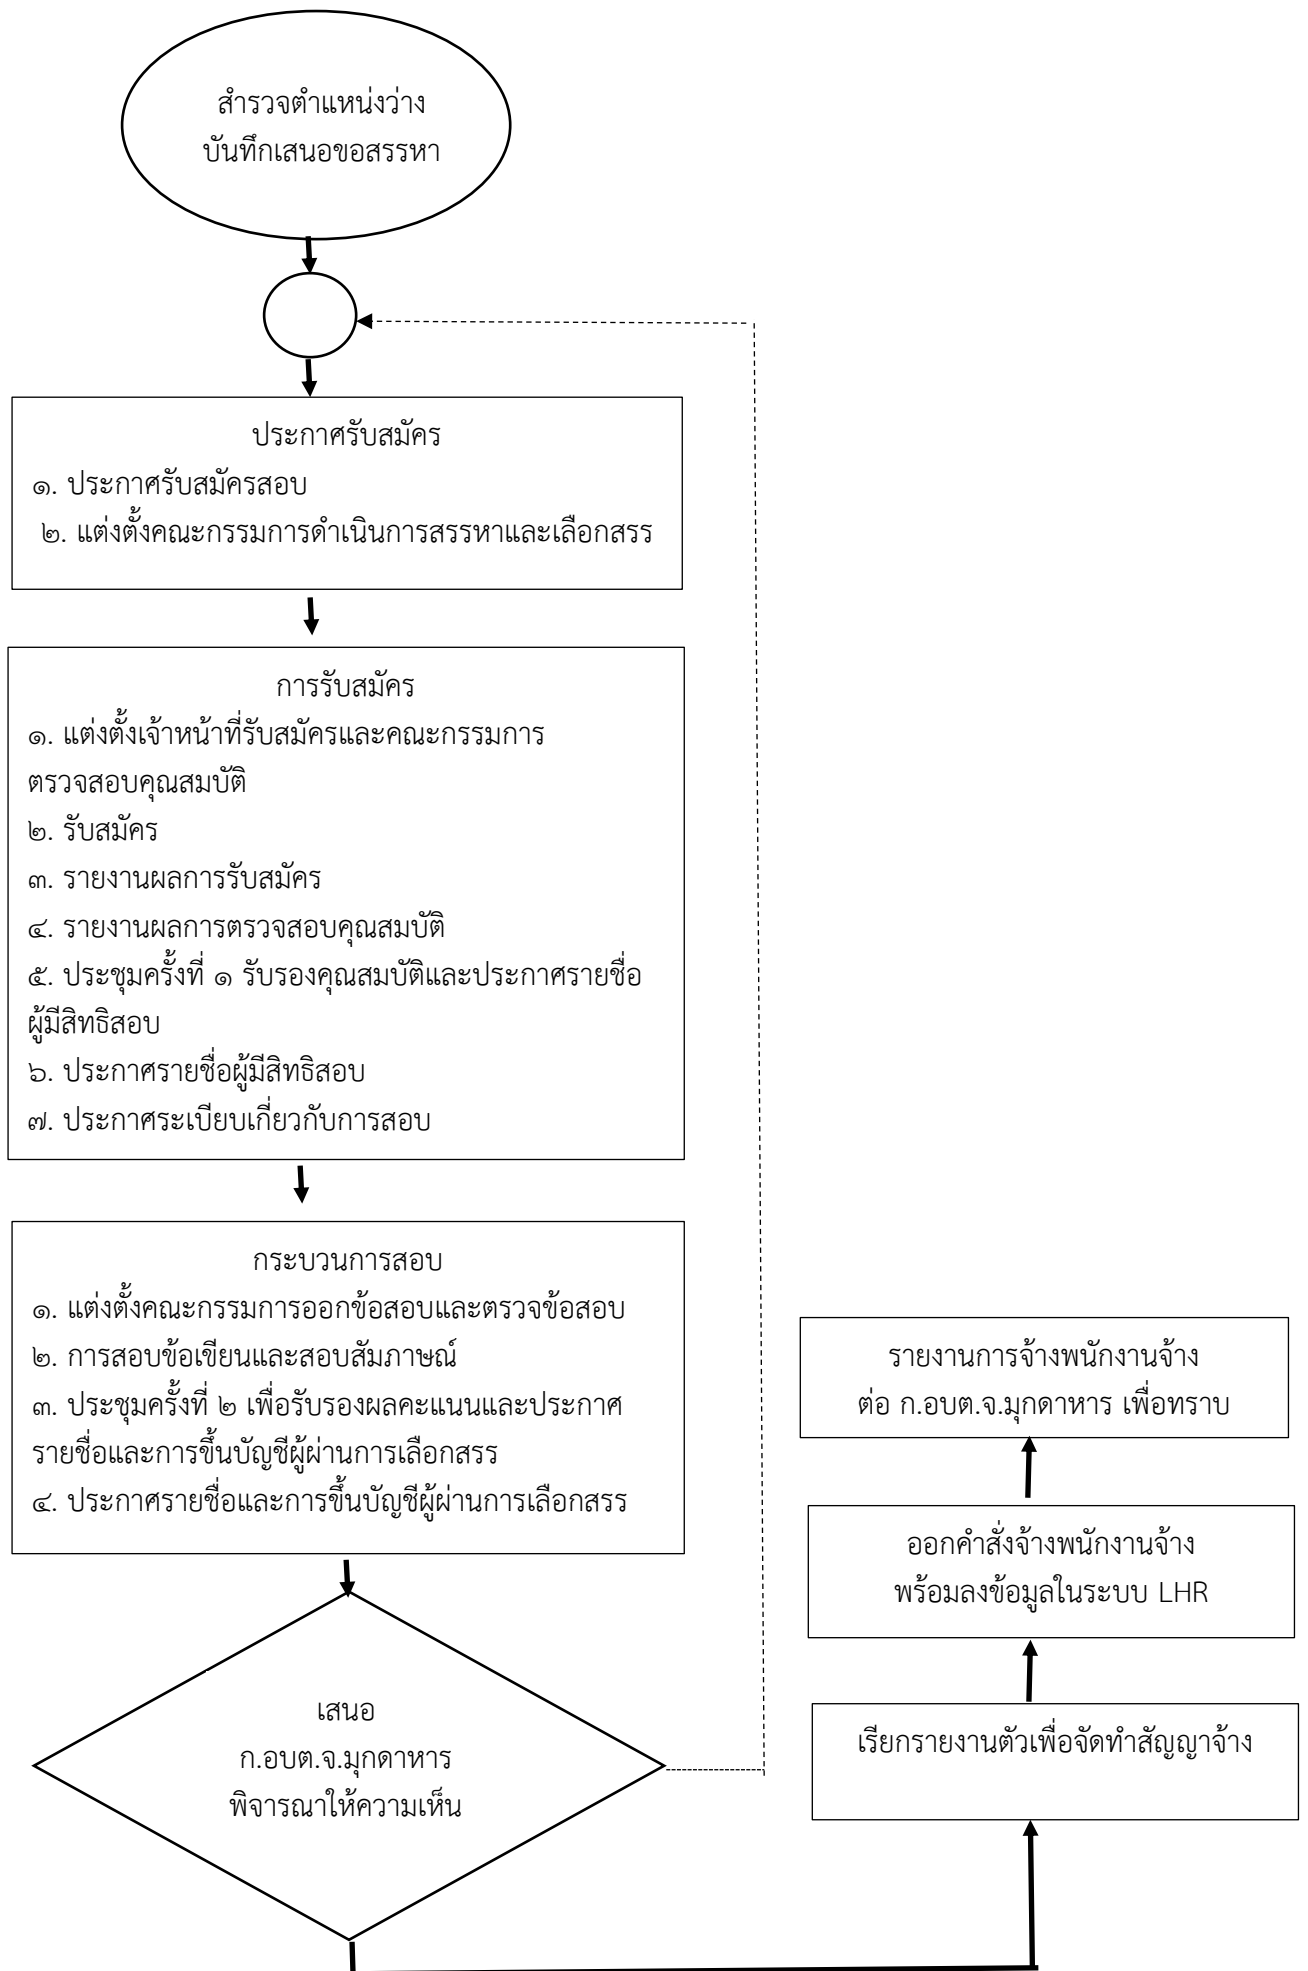 สำรวจตำแหน่งว่าง
บันทึกเสนอขอสรรหา
ประกาศรับสมัคร
๑. ประกาศรับสมัครสอบ
๒. แต่งตั้งคณะกรรมการดำเนินการสรรหาและเลือกสรร
การรับสมัคร
๑. แต่งตั้งเจ้าหน้าที่รับสมัครและคณะกรรมการ
ตรวจสอบคุณสมบัติ
๒. รับสมัคร
๓. รายงานผลการรับสมัคร
๔. รายงานผลการตรวจสอบคุณสมบัติ
๕. ประชุมครั้งที่ ๑ รับรองคุณสมบัติและประกาศรายชื่อ
ผู้มีสิทธิสอบ
๖. ประกาศรายชื่อผู้มีสิทธิสอบ
๗. ประกาศระเบียบเกี่ยวกับการสอบ
กระบวนการสอบ
๑. แต่งตั้งคณะกรรมการออกข้อสอบและตรวจข้อสอบ
๒. การสอบข้อเขียนและสอบสัมภาษณ์
๓. ประชุมครั้งที่ ๒ เพื่อรับรองผลคะแนนและประกาศ
รายชื่อและการขึ้นบัญชีผู้ผ่านการเลือกสรร
๔. ประกาศรายชื่อและการขึ้นบัญชีผู้ผ่านการเลือกสรร
เสนอ
ก.อบต.จ.มุกดาหาร
พิจารณาให้ความเห็น
เรียกรายงานตัวเพื่อจัดทำสัญญาจ้าง
ออกคำสั่งจ้างพนักงานจ้าง
พร้อมลงข้อมูลในระบบ LHR
รายงานการจ้างพนักงานจ้าง
ต่อ ก.อบต.จ.มุกดาหาร เพื่อทราบ